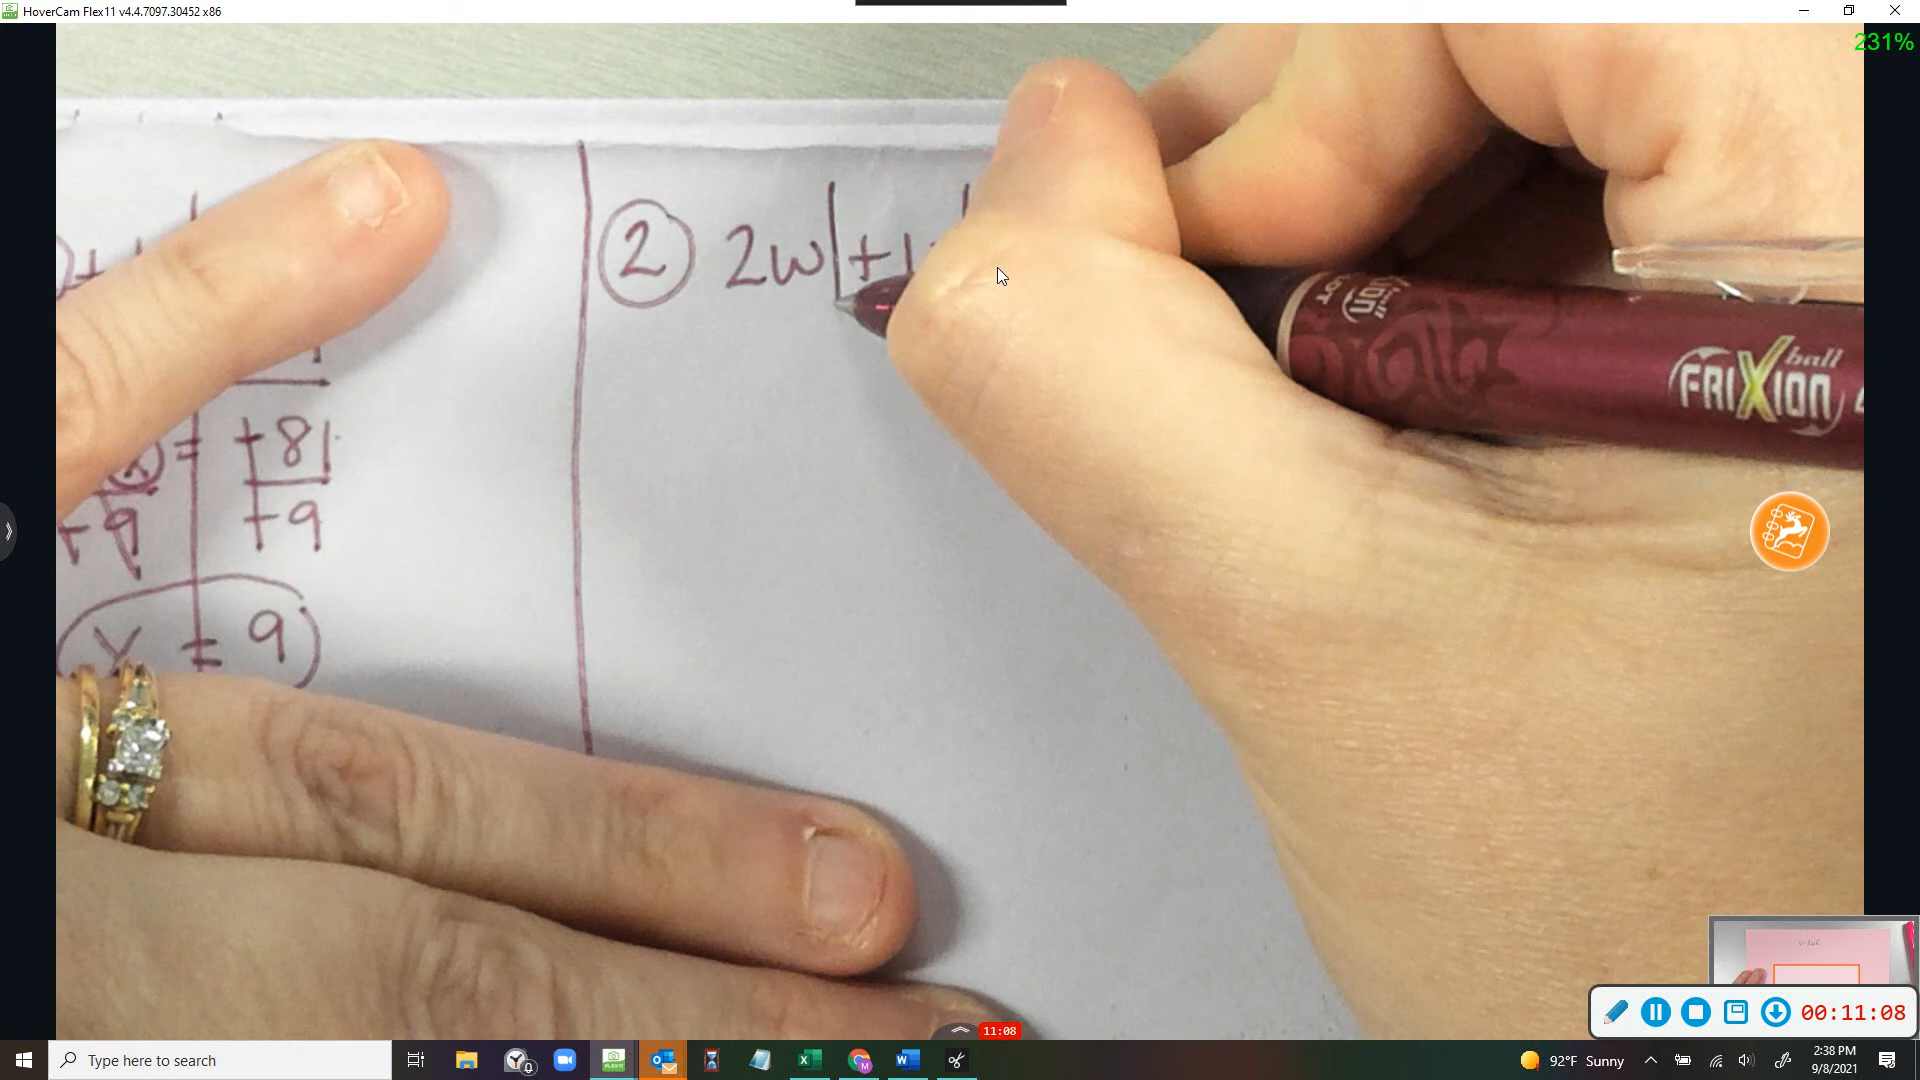 HoverCam Flex11 v4.4.7097.30452 x86
231%
② 2w +1
+81
+9
+9
= 9
FRIXION ball
00:11:08
11:08
Type here to search
92°F Sunny
2:38 PM
9/8/2021